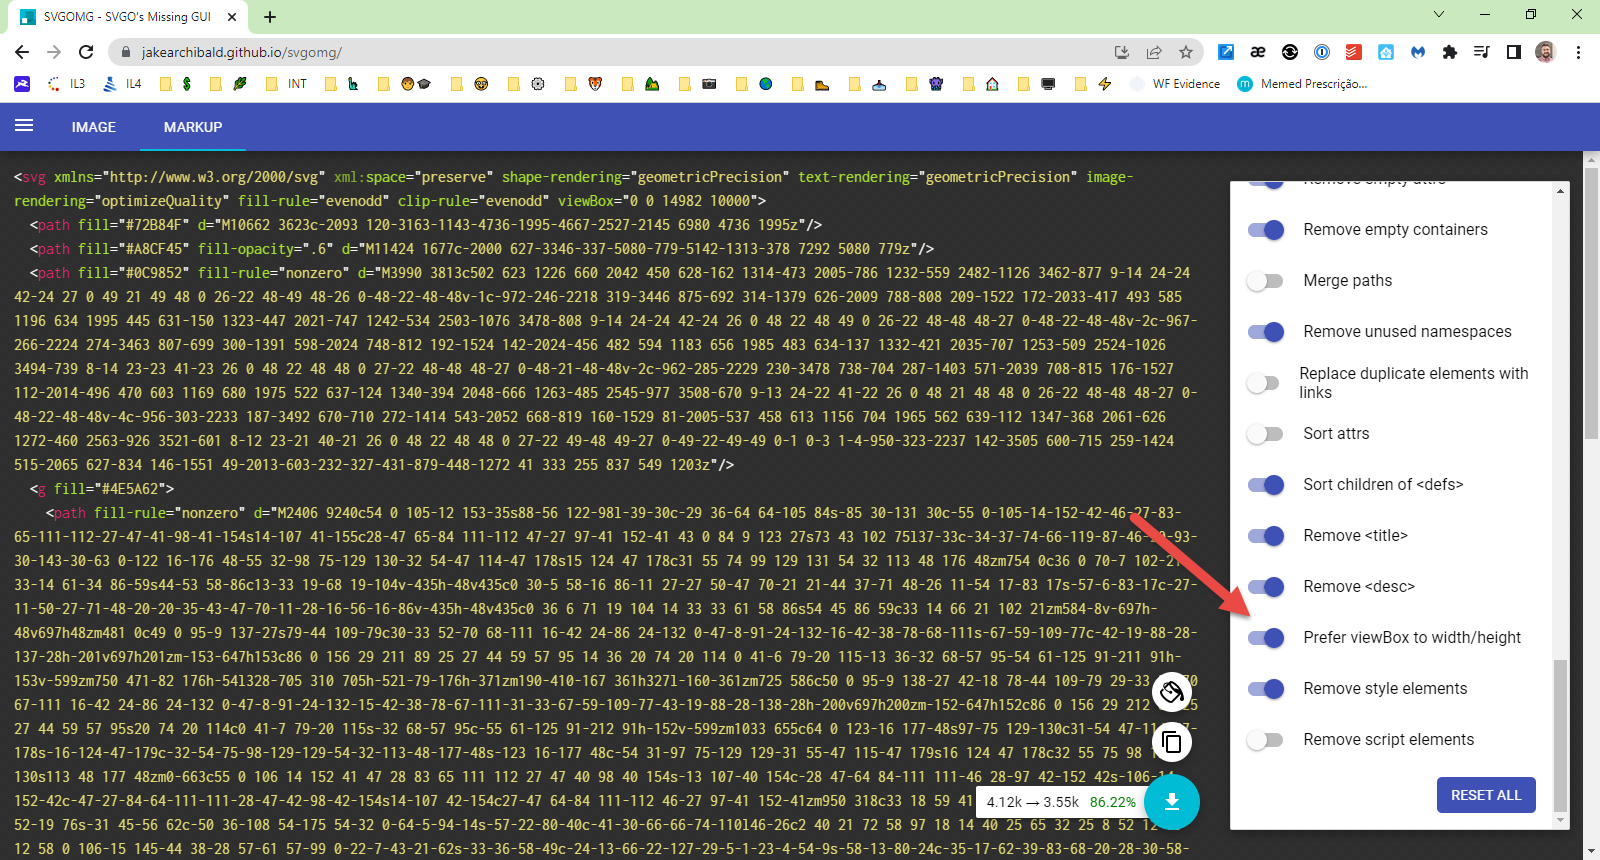 SVGOMG - SVGO's Missing GUI
jakearchibald.github.io/svgomg/
IL3
IL4
INT
WF Evidence
Memed Prescrição...
IMAGE
MARKUP
<svg xmlns="http://www.w3.org/2000/svg" xml:space="preserve" shape-rendering="geometricPrecision" text-rendering="geometricPrecision" image-
rendering="optimizeQuality" fill-rule="evenodd" clip-rule="evenodd" viewBox="0 0 14982 10000">
<path fill="#72B84F" d="M10662 3623c-2093 120-3163-1143-4736-1995-4667-2527-2145 6980 4736 1995z"/>
<path fill="#A8CF45" fill-opacity=".6" d="M11424 1677c-2000 627-3346-337-5080-779-5142-1313-378 7292 5080 779z"/>
<path fill="#0C9852" fill-rule="nonzero" d="M3990 3813c502 623 1226 660 2042 450 628-162 1314-473 2005-786 1232-559 2482-1126 3462-877 9-14 24-24
42-24 27 0 49 21 49 48 0 26-22 48-49 48-26 0-48-22-48-48v-1c-972-246-2218 319-3446 875-692 314-1379 626-2009 788-808 209-1522 172-2033-417 493 585
1196 634 1995 445 631-150 1323-447 2021-747 1242-534 2503-1076 3478-808 9-14 24-24 42-24 26 0 48 22 48 49 0 26-22 48-48 48-27 0-48-22-48-48v-2c-967-
266-2224 274-3463 807-699 300-1391 598-2024 748-812 192-1524 142-2024-456 482 594 1183 656 1985 483 634-137 1332-421 2035-707 1253-509 2524-1026
3494-739 8-14 23-23 41-23 26 0 48 22 48 48 0 27-22 48-48 48-27 0-48-21-48-48v-2c-962-285-2229 230-3478 738-704 287-1403 571-2039 708-815 176-1527
112-2014-496 470 603 1169 680 1975 522 637-124 1340-394 2048-666 1263-485 2545-977 3508-670 9-13 24-22 41-22 26 0 48 21 48 48 0 26-22 48-48 48-27 0-
48-22-48-48v-4c-956-303-2233 187-3492 670-710 272-1414 543-2052 668-819 160-1529 81-2005-537 458 613 1156 704 1965 562 639-112 1347-368 2061-626
1272-460 2563-926 3521-601 8-12 23-21 40-21 26 0 48 22 48 48 0 27-22 49-48 49-27 0-49-22-49-49 0-1 0-3 1-4-950-323-2237 142-3505 600-715 259-1424
515-2065 627-834 146-1551 49-2013-603-232-327-431-879-448-1272 41 333 255 837 549 1203z"/>
<g fill="#4E5A62">
<path fill-rule="nonzero" d="M2406 9240c54 0 105-12 153-35s88-56 122-98l-39-30c-29 36-64 64-105 84s-85 30-131 30c-55 0-105-14-152-42-46-27-83-
65-111-112-27-47-41-98-41-154s14-107 41-155c28-47 65-84 111-112 47-27 97-41 152-41 43 0 84 9 123 27s73 43 102 75l37-33c-34-37-74-66-119-87-46-20-93-
30-143-30-63 0-122 16-176 48-55 32-98 75-129 130-32 54-47 114-47 178s15 124 47 178c31 55 74 99 129 131 54 32 113 48 176 48zm754 0c36 0 70-7 102-21
33-14 61-34 86-59s44-53 58-86c13-33 19-68 19-104v-435h-48v435c0 30-5 58-16 86-11 27-27 50-47 70-21 21-44 37-71 48-26 11-54 17-83 17s-57-6-83-17c-27-
11-50-27-71-48-20-20-35-43-47-70-11-28-16-56-16-86v-435h-48v435c0 36 6 71 19 104 14 33 33 61 58 86s54 45 86 59c33 14 66 21 102 21zm584-8v-697h-
48v697h48zm481 0c49 0 95-9 137-27s79-44 109-79c30-33 52-70 68-111 16-42 24-86 24-132 0-47-8-91-24-132-16-42-38-78-68-111s-67-59-109-77c-42-19-88-28-
137-28h-201v697h201zm-153-647h153c86 0 156 29 211 89 25 27 44 59 57 95 14 36 20 74 20 114 0 41-6 79-20 115-13 36-32 68-57 95-54 61-125 91-211 91h-
153v-599zm750 471-82 176h-54l328-705 310 705h-52l-79-176h-371zm190-410-167 361h327l-160-361zm725 586c50 0 95-9 138-27 42-18 78-44 109-79 29-33
67-111 16-42 24-86 24-132 0-47-8-91-24-132-15-42-38-78-67-111-31-33-67-59-109-77-43-19-88-28-138-28h-200v697h200zm-152-647h152c86 0 156 29 212
27 44 59 57 95s20 74 20 114c0 41-7 79-20 115s-32 68-57 95c-55 61-125 91-212 91h-152v-599zm1033 655c64 0 123-16 177-48s97-75 129-130c31-54
178s-16-124-47-179c-32-54-75-98-129-129-54-32-113-48-177-48s-123 16-177 48c-54 31-97 75-129 129-31 55-47 115-47 179s16 124 47 178c32 55 75 98
130s113 48 177 48zm0-663c55 0 106 14 152 41 47 28 83 65 111 112 27 47 40 98 40 154s-13 107-40 154c-28 47-64 84-111 111-46 28-97 42-152 42s-106-14
152-42c-47-27-84-64-111-111-28-47-42-98-42-154s14-107 42-154c27-47 64-84 111-112 46-27 97-41 152-41zm950 318c33 18 59
52-19 76s-31 45-56 62c-50 36-108 54-175 54-32 0-64-5-94-14s-57-22-80-40c-41-30-66-66-74-110l46-26c2 40 21 72 58 97 18 14 40 25 65 32 25 8 52 12
12 58 0 106-15 145-44 38-28 57-61 57-99 0-22-7-43-21-62s-33-36-58-49c-24-13-66-22-127-29-5-1-23-4-54-9s-58-13-80-24c-35-17-62-39-83-68-20-28-30-58-
Remove empty attrs
Remove empty containers
Merge paths
Remove unused namespaces
Replace duplicate elements with
links
Sort attrs
Sort children of <defs>
Remove <title>
Remove <desc>
Prefer viewBox to width/height
Remove style elements
Remove script elements
RESET ALL
4.12k → 3.55k 86.22%